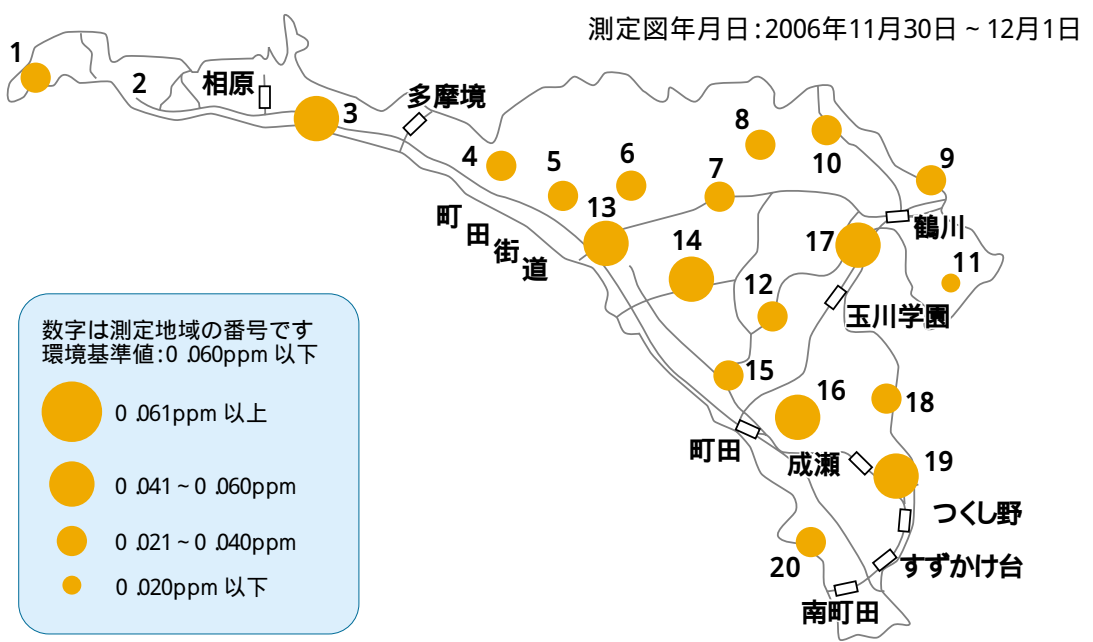 測定図年月日:2006年11月30日~12月1日
1
2
相原
3
多摩境
4
5
6
7
8
10
9
13
町田街道
14
17
鶴川
11
12
玉川学園
15
16
18
町田
成瀬
19
つくし野
20
すずかけ台
南町田
数字は測定地域の番号です
環境基準値:0.060ppm 以下
0.061ppm 以上
0.041~0.060ppm
0.021~0.040ppm
0.020ppm 以下